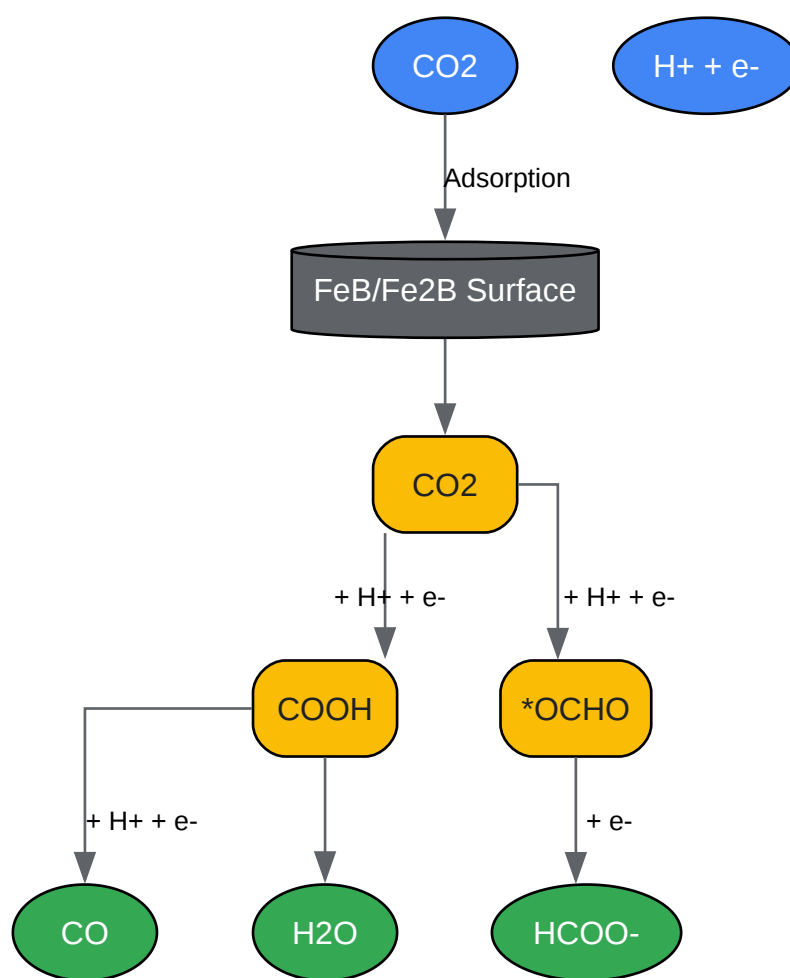 CO2
H+ + e-
Adsorption
FeB/Fe2B Surface
CO2
+ H+ + e-
+ H+ + e-
COOH
*OCHO
+ H+ + e-
+ e-
CO
H2O
HCOO-